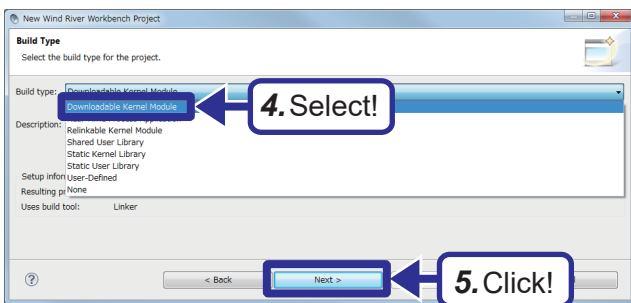 New Wind River Workbench Project
Build Type
Select the build type for the project.
Build type: Downloadable Kernel Module
Downloadable Kernel Module
4. Select!
Description:
Relinkable Kernel Module
Shared User Library
Static Kernel Library
Static User Library
Setup infor User-Defined
Resulting pr None
Uses build tool: Linker
< Back Next > 5. Click!